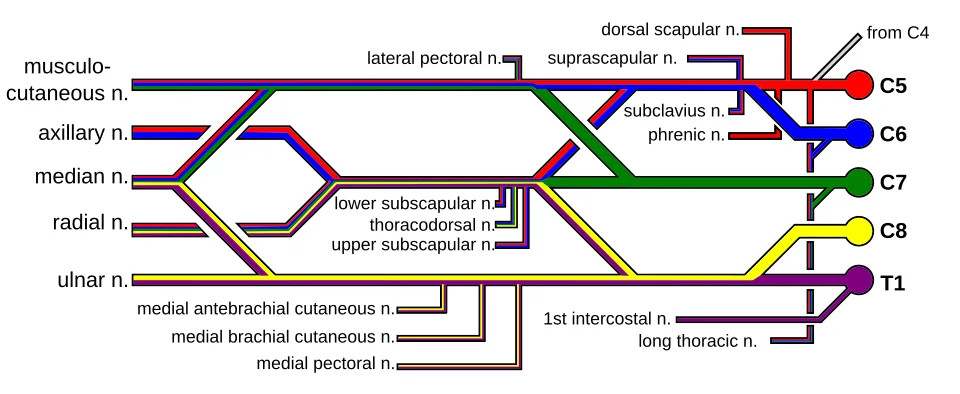 dorsal scapular n.
from C4
lateral pectoral n.
suprascapular n.
musculo-
cutaneous n.
C5
subclavius n.
axillary n.
phrenic n.
C6
median n.
C7
lower subscapular n.
radial n.
thoracodorsal n.
C8
upper subscapular n.
ulnar n.
T1
medial antebrachial cutaneous n.
1st intercostal n.
medial brachial cutaneous n.
long thoracic n.
medial pectoral n.